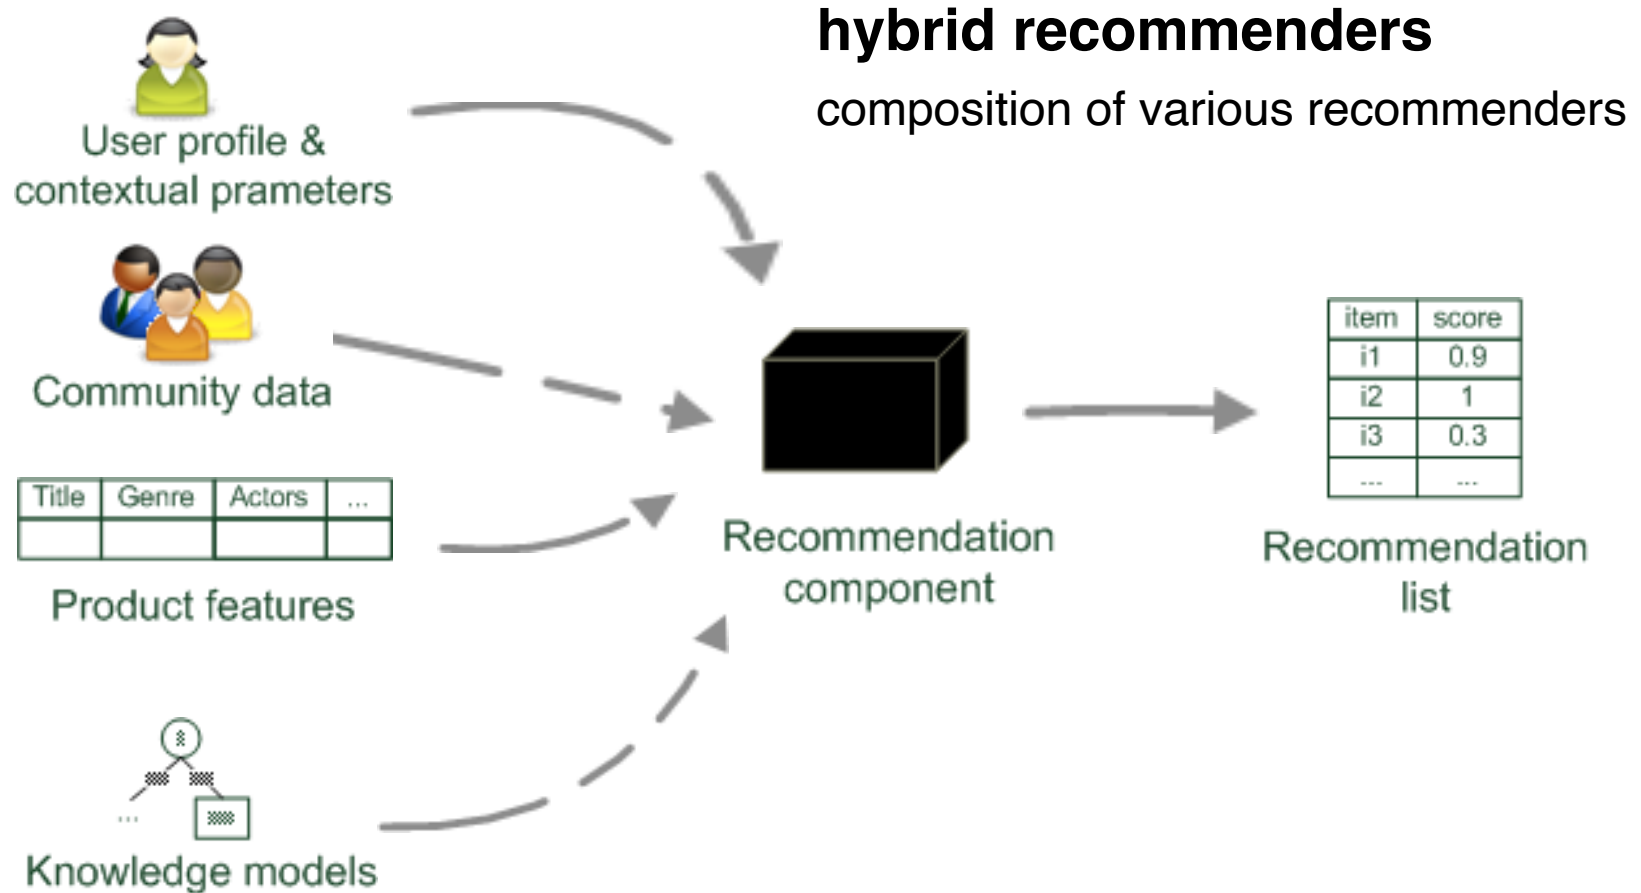 hybrid recommenders
composition of various recommenders
User profile &
contextual prameters
Community data
Title Genre Actors ...
Product features
...
Knowledge models
Recommendation
component
item score
i1 0.9
i2 1
i3 0.3
... ...
Recommendation
list